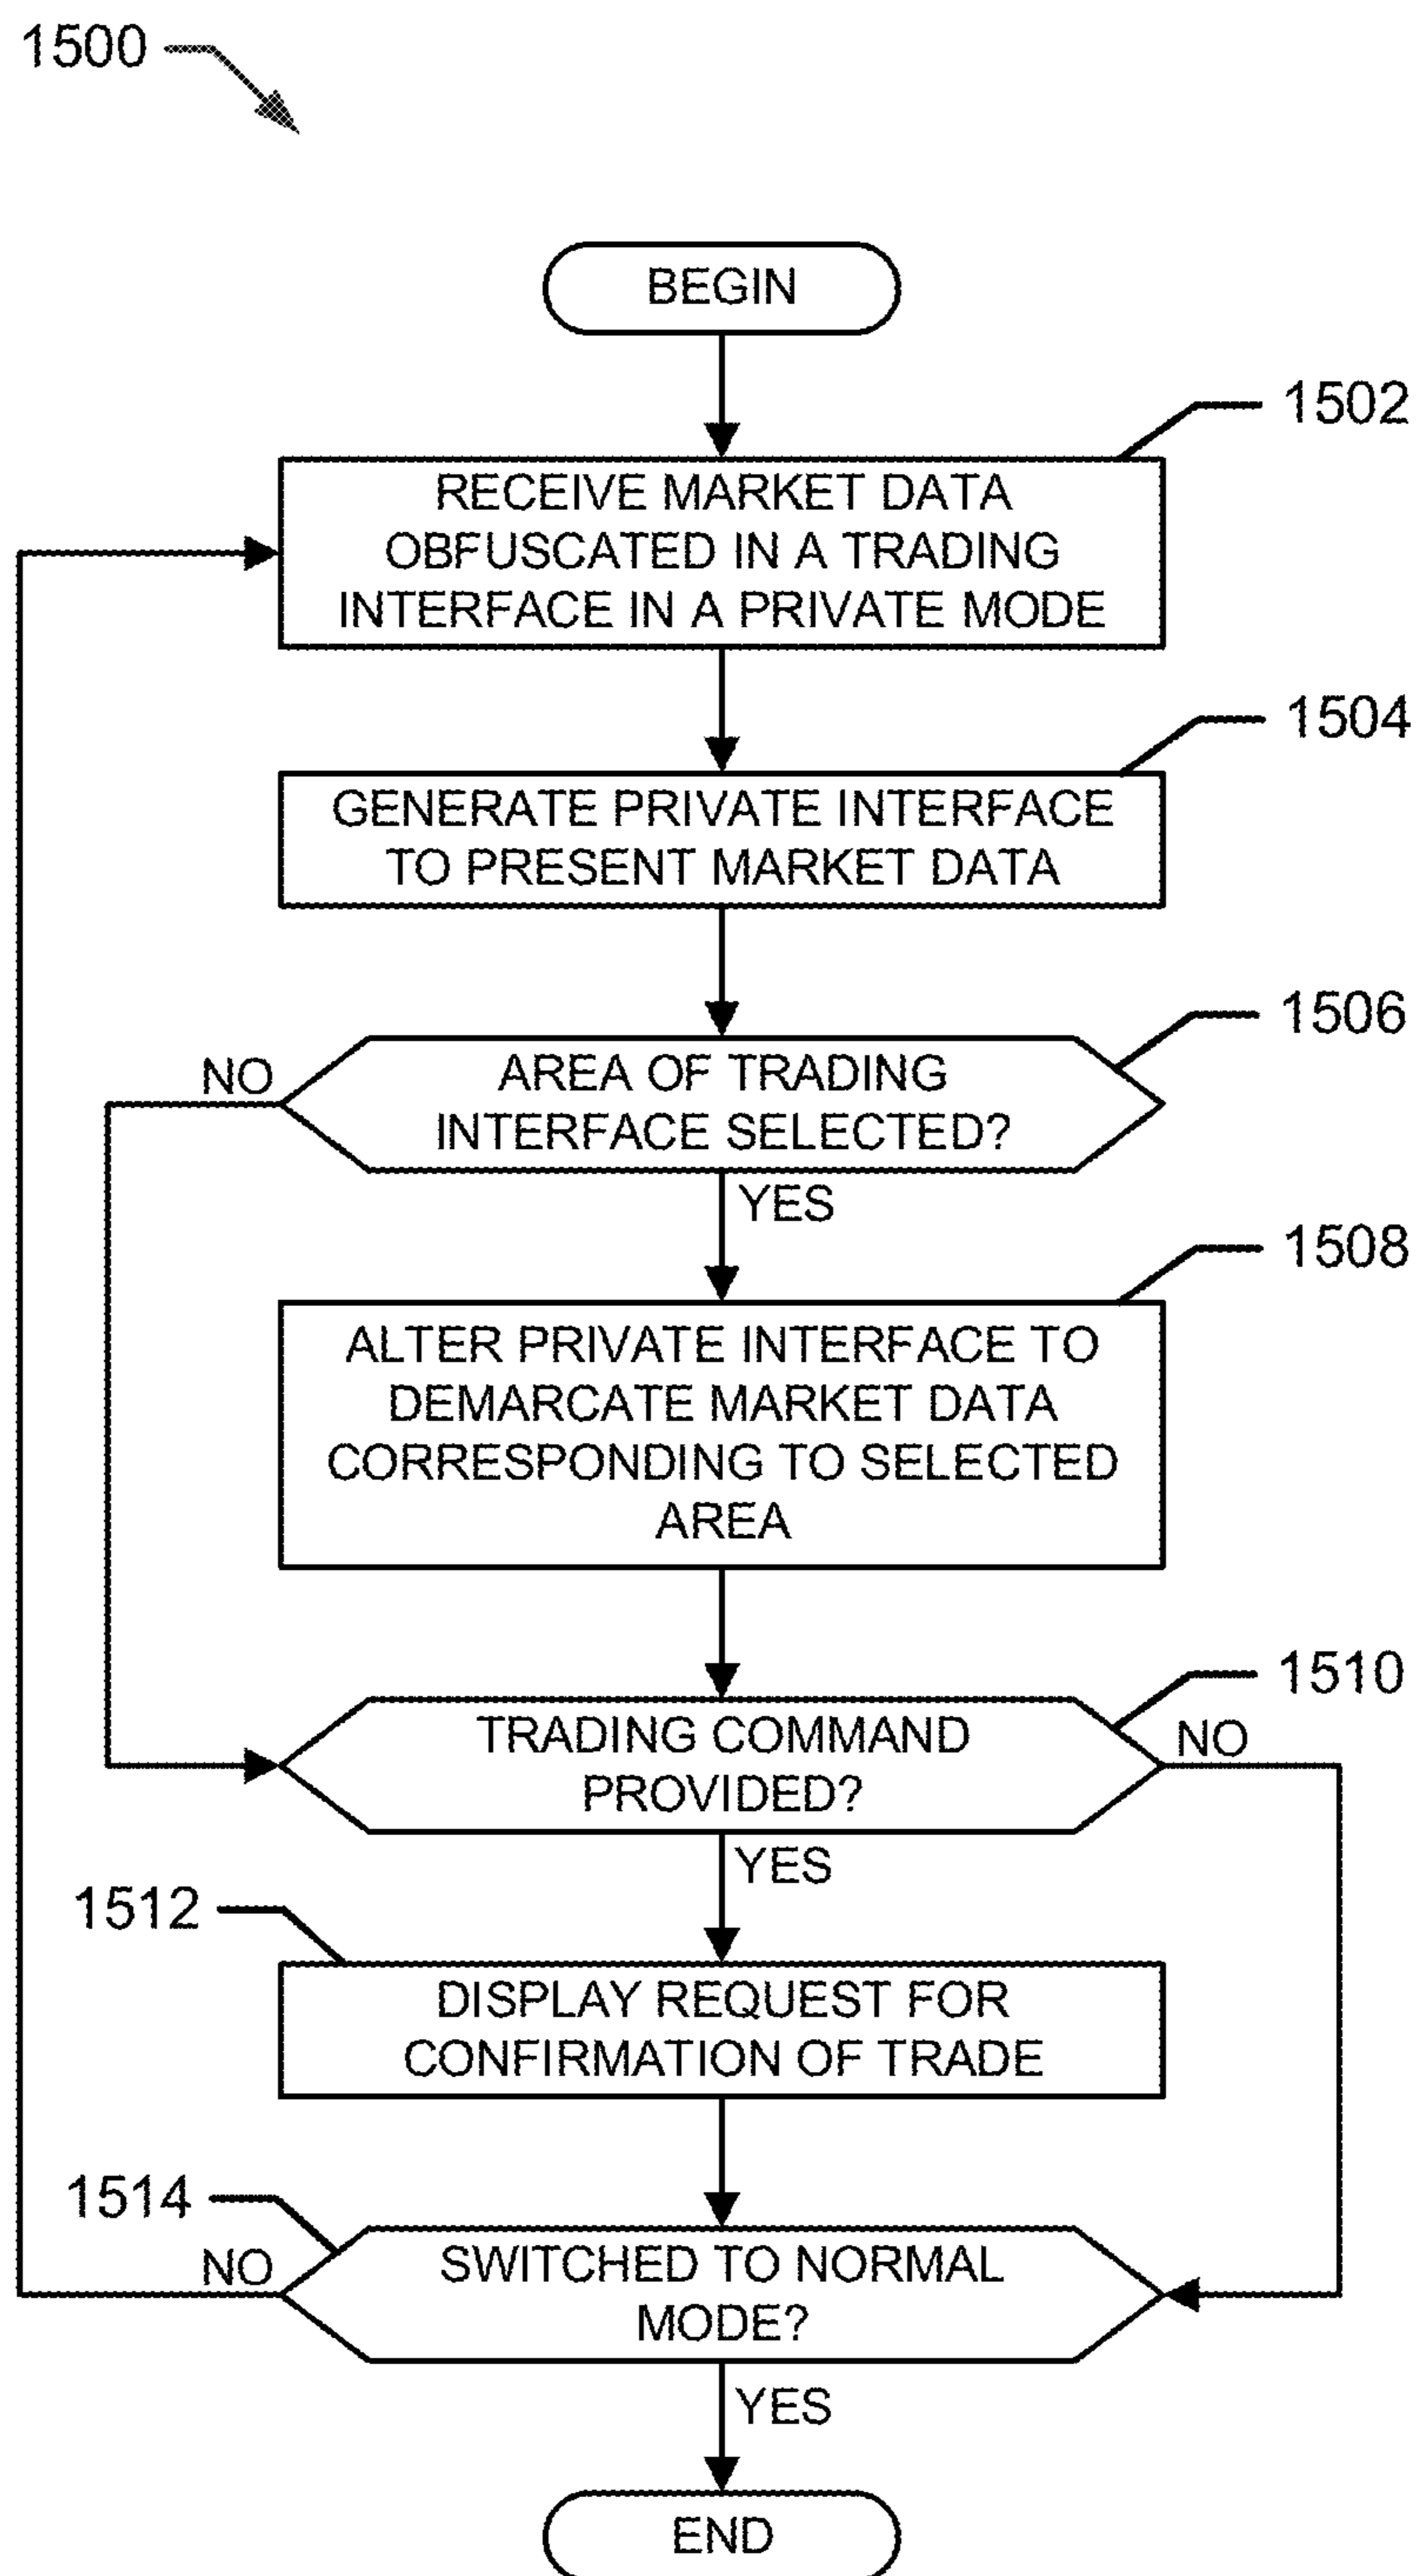 1500
BEGIN
1502
RECEIVE MARKET DATA
OBFUSCATED IN A TRADING
INTERFACE IN A PRIVATE MODE
1504
GENERATE PRIVATE INTERFACE
TO PRESENT MARKET DATA
1506
NO
AREA OF TRADING
INTERFACE SELECTED?
YES
1508
ALTER PRIVATE INTERFACE TO
DEMARCATE MARKET DATA
CORRESPONDING TO SELECTED
AREA
1510
TRADING COMMAND
PROVIDED?
NO
YES
1512
DISPLAY REQUEST FOR
CONFIRMATION OF TRADE
1514
NO
SWITCHED TO NORMAL
MODE?
YES
END